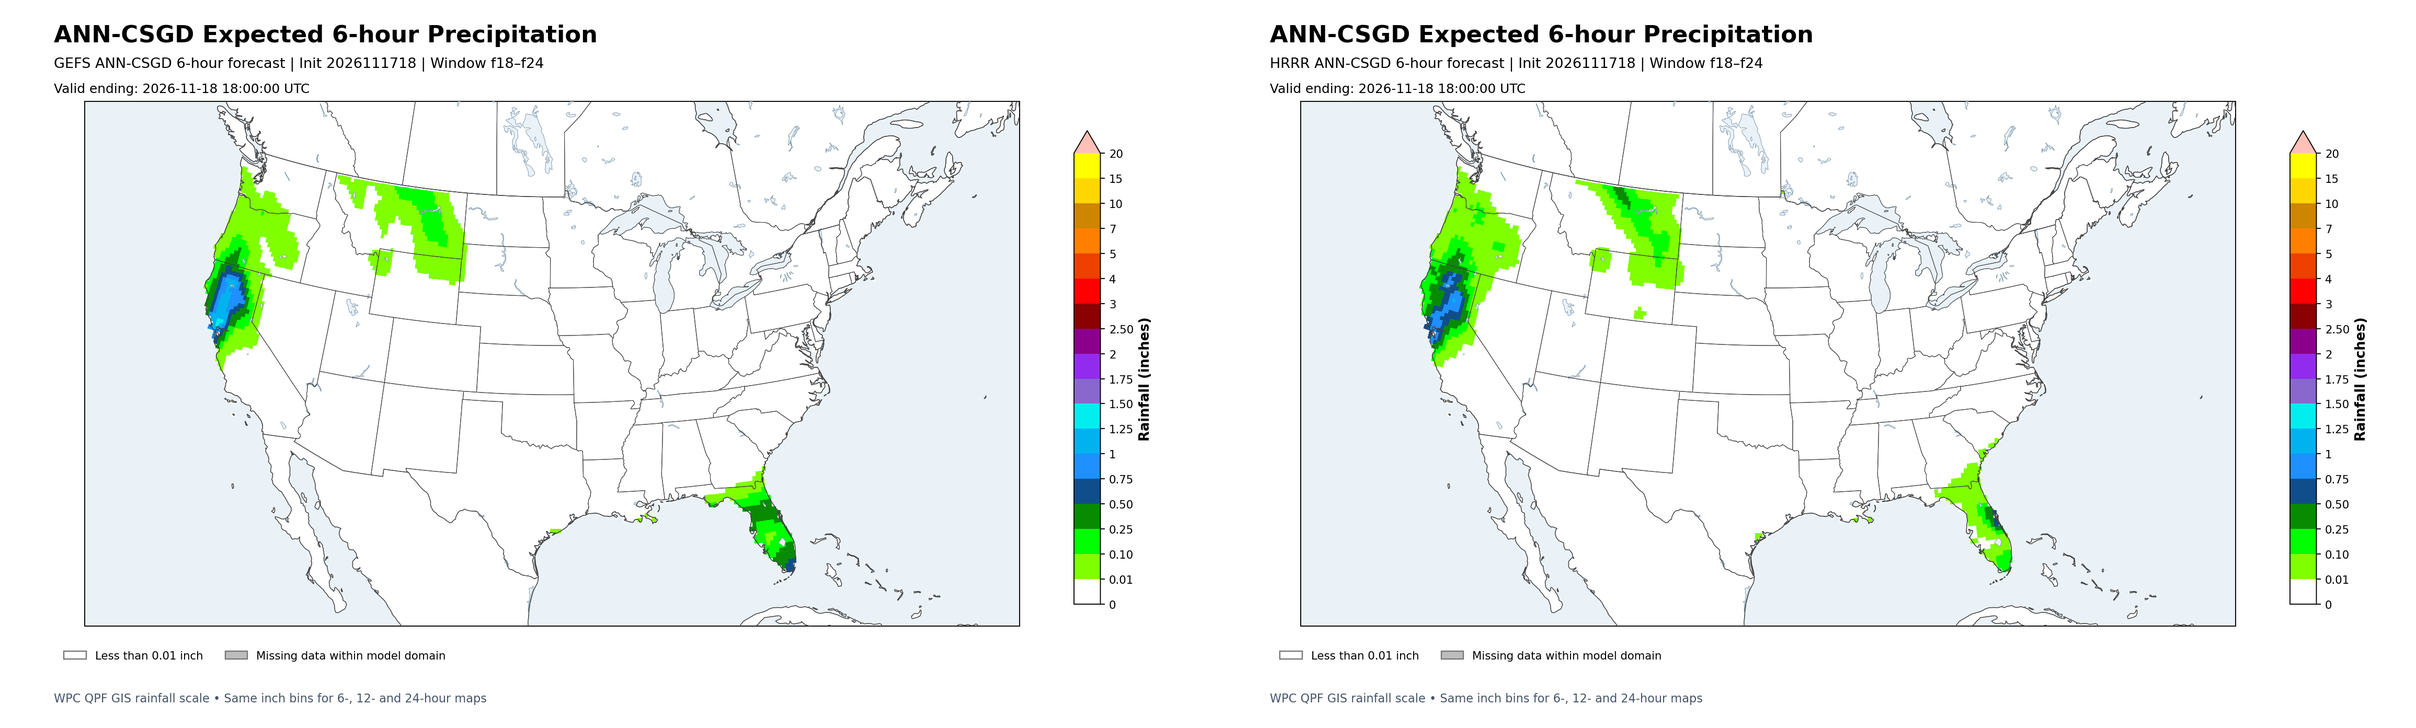 ANN-CSGD Expected 6-hour Precipitation
GEFS ANN-CSGD 6-hour forecast | Init 2026111718 | Window f18–f24
Valid ending: 2026-11-18 18:00:00 UTC
20
15
10
7
5
4
3
2.50
2
1.75
1.50
1.25
1
0.75
0.50
0.25
0.10
0.01
0
Rainfall (inches)
Less than 0.01 inch
Missing data within model domain
WPC QPF GIS rainfall scale • Same inch bins for 6-, 12- and 24-hour maps
ANN-CSGD Expected 6-hour Precipitation
HRRR ANN-CSGD 6-hour forecast | Init 2026111718 | Window f18–f24
Valid ending: 2026-11-18 18:00:00 UTC
20
15
10
7
5
4
3
2.50
2
1.75
1.50
1.25
1
0.75
0.50
0.25
0.10
0.01
0
Rainfall (inches)
Less than 0.01 inch
Missing data within model domain
WPC QPF GIS rainfall scale • Same inch bins for 6-, 12- and 24-hour maps